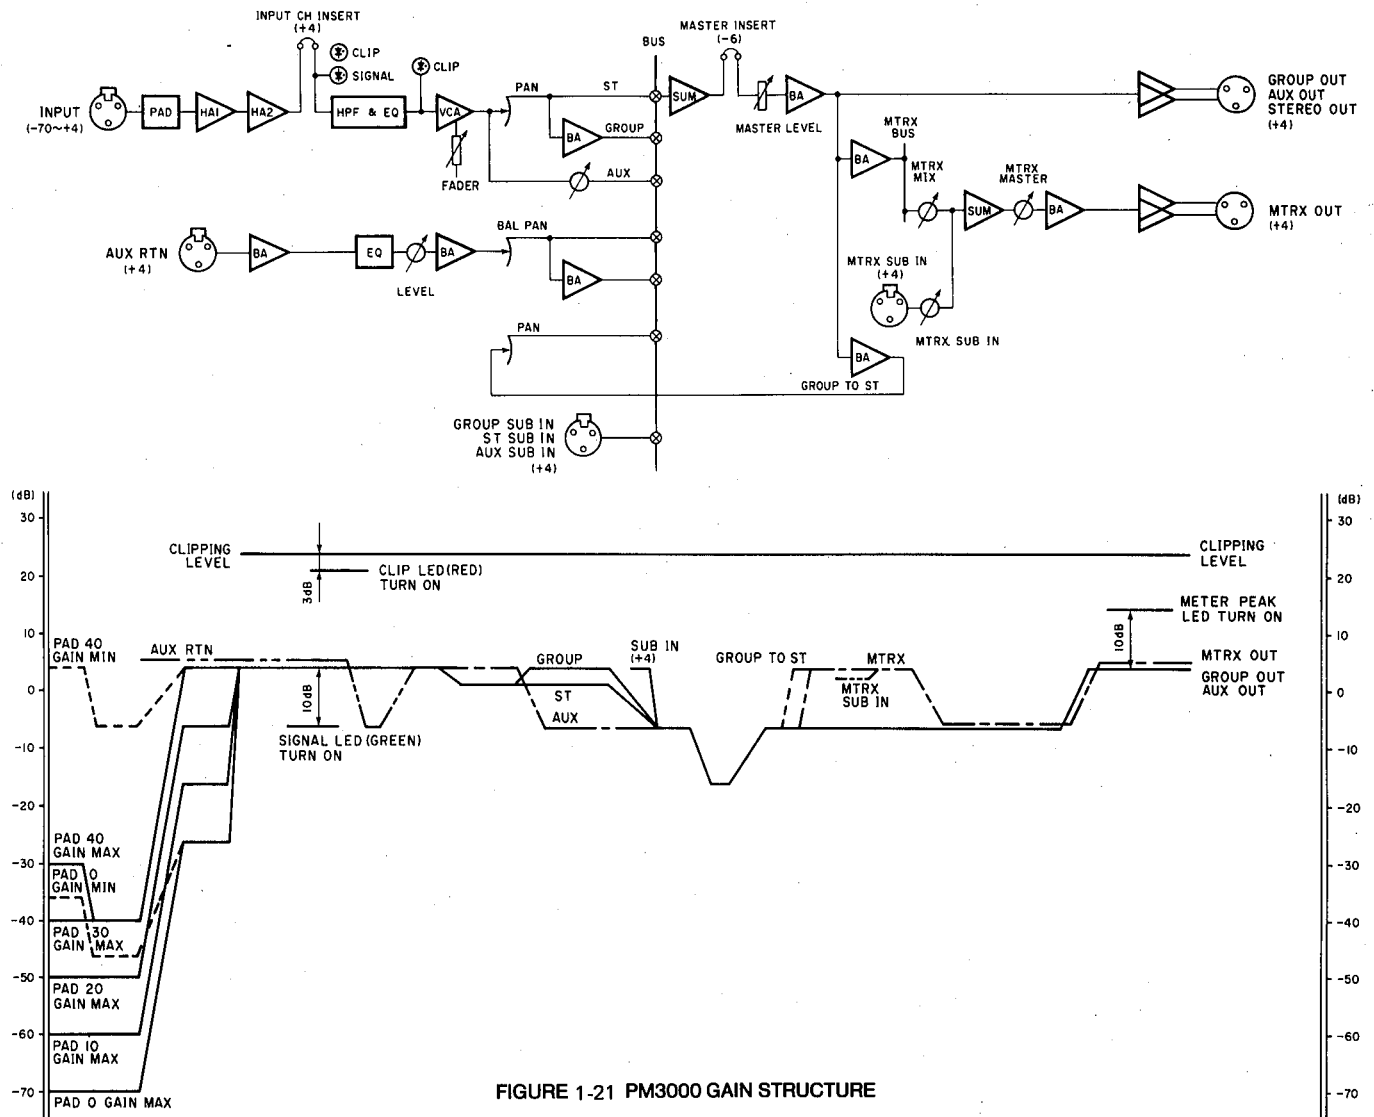 INPUT CH INSERT
(+4)
CLIP
SIGNAL
CLIP
INPUT
(-70~+4)
PAD
HA1
HA2
HPF & EQ
VCA
FADER
PAN
ST
BA
GROUP
AUX
BUS
SUM
MASTER INSERT
(-6)
MASTER LEVEL
BA
GROUP OUT
AUX OUT
STEREO OUT
(+4)
MTRX
BUS
BA
MTRX
MIX
SUM
MTRX
MASTER
BA
MTRX OUT
(+4)
AUX RTN
(+4)
BA
EQ
LEVEL
BA
BAL PAN
BA
MTRX SUB IN
(+4)
MTRX SUB IN
PAN
BA
GROUP TO ST
GROUP SUB IN
ST SUB IN
AUX SUB IN
(+4)
(dB)
30
20
10
0
-10
-20
-30
-40
-50
-60
-70
CLIPPING
LEVEL
3dB
CLIP LED(RED)
TURN ON
PAD 40
GAIN MIN
AUX RTN
10dB
SIGNAL LED(GREEN)
TURN ON
GROUP
ST
AUX
SUB IN
(+4)
GROUP TO ST
MTRX
MTRX
SUB IN
CLIPPING
LEVEL
METER PEAK
LED TURN ON
10dB
MTRX OUT
GROUP OUT
AUX OUT
PAD 40
GAIN MAX
PAD 0
GAIN MIN
PAD 30
GAIN MAX
PAD 20
GAIN MAX
PAD 10
GAIN MAX
PAD 0 GAIN MAX
(dB)
30
20
10
0
-10
-20
-30
-40
-50
-60
-70
FIGURE 1-21 PM3000 GAIN STRUCTURE